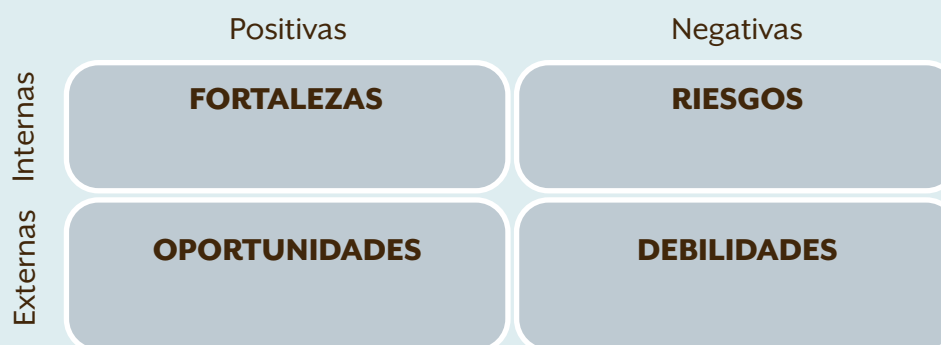 Positivas Negativas
Internas
FORTALEZAS RIESGOS
Externas
OPORTUNIDADES DEBILIDADES